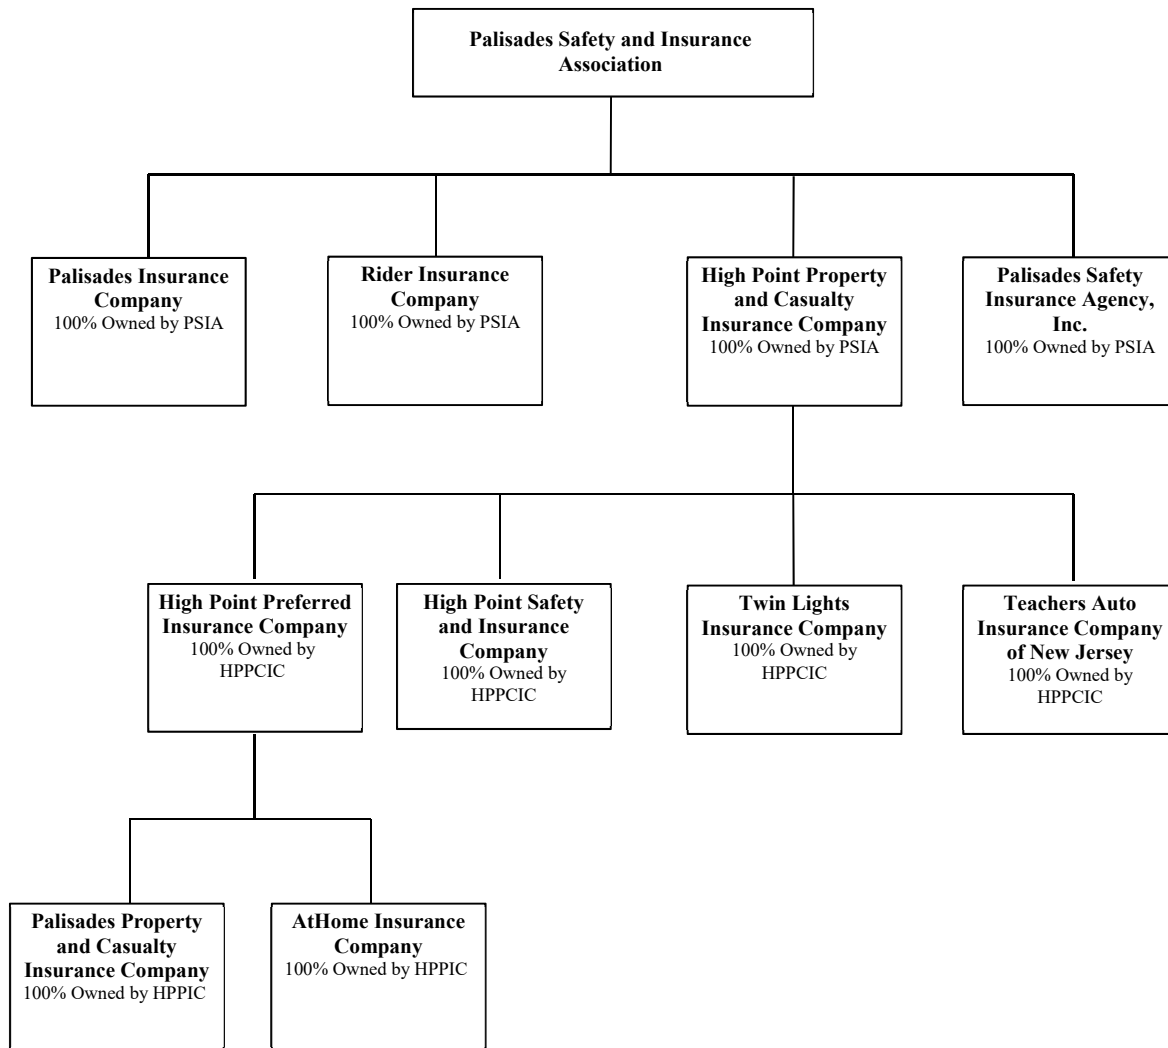 Palisades Safety and Insurance
Association
Palisades Insurance
Company
100% Owned by PSIA
Rider Insurance
Company
100% Owned by PSIA
High Point Property
and Casualty
Insurance Company
100% Owned by PSIA
Palisades Safety
Insurance Agency,
Inc.
100% Owned by PSIA
High Point Preferred
Insurance Company
100% Owned by
HPPCIC
High Point Safety
and Insurance
Company
100% Owned by
HPPCIC
Twin Lights
Insurance Company
100% Owned by
HPPCIC
Teachers Auto
Insurance Company
of New Jersey
100% Owned by
HPPCIC
Palisades Property
and Casualty
Insurance Company
100% Owned by HPPIC
AtHome Insurance
Company
100% Owned by HPPIC